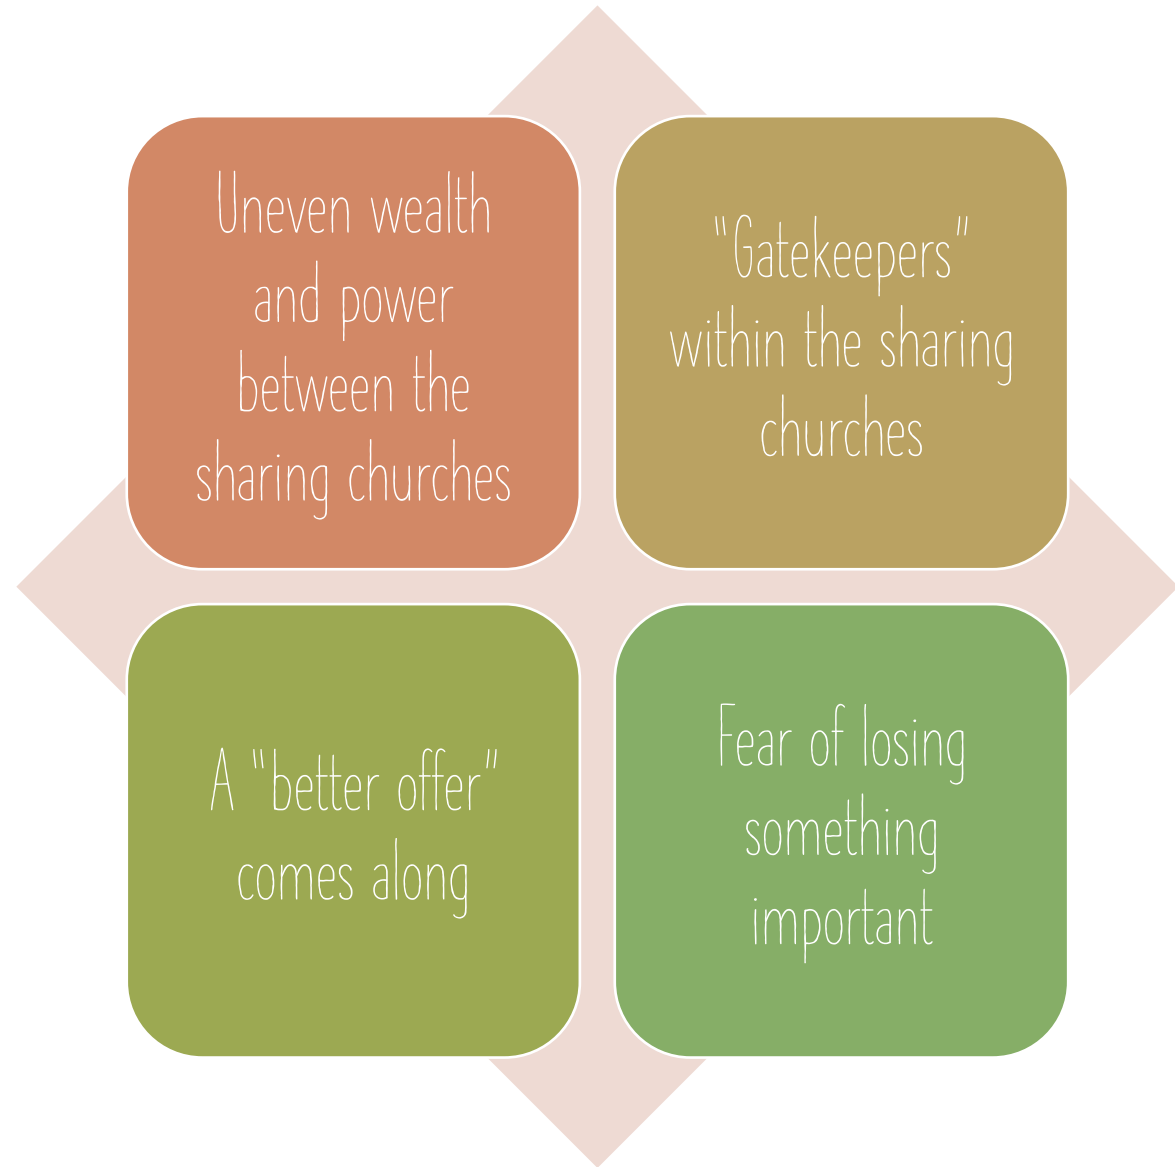 Uneven wealth
and power
between the
sharing churches
"Gatekeepers"
within the sharing
churches
A "better offer"
comes along
Fear of losing
something
important